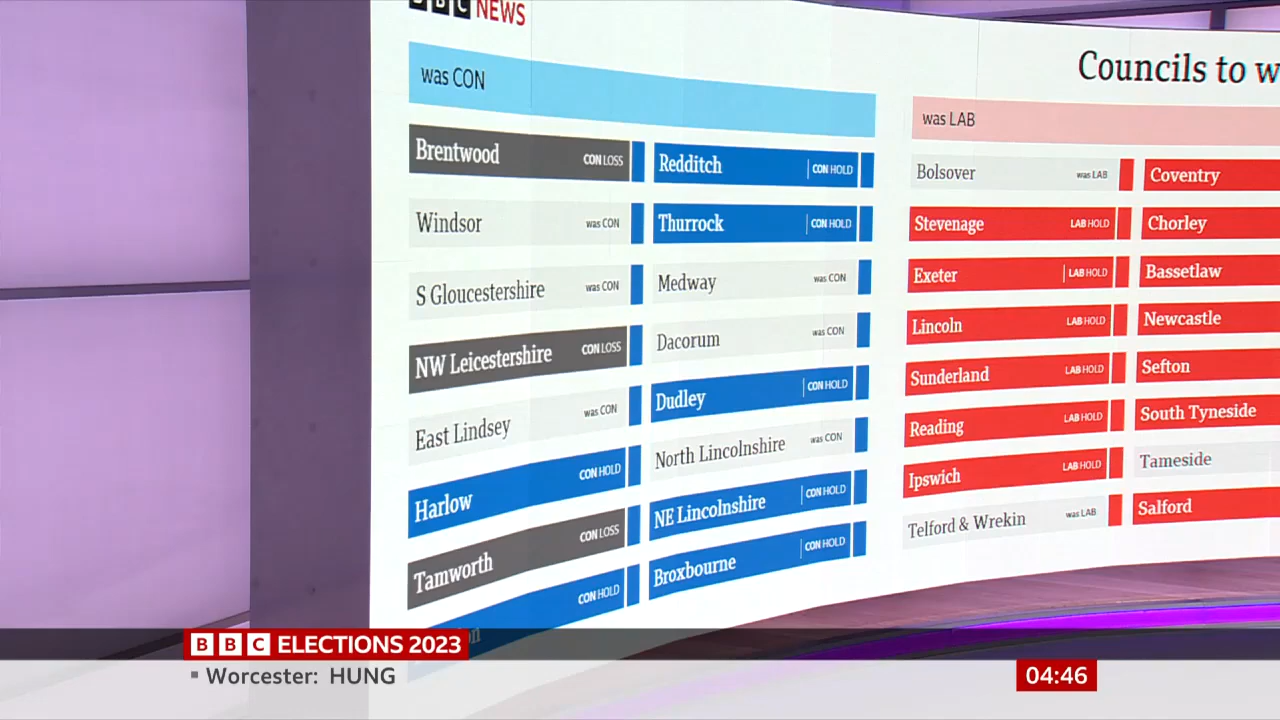 BBC NEWS
was CON
Brentwood CON LOSS
Windsor was CON
S Gloucestershire was CON
NW Leicestershire CON LOSS
East Lindsey was CON
Harlow CON HOLD
Tamworth CON LOSS
CON HOLD
Redditch CON HOLD
Thurrock CON HOLD
Medway was CON
Dacorum was CON
Dudley CON HOLD
North Lincolnshire was CON
NE Lincolnshire CON HOLD
Broxbourne CON HOLD
Councils to w
was LAB
Bolsover was LAB
Stevenage LAB HOLD
Exeter LAB HOLD
Lincoln LAB HOLD
Sunderland LAB HOLD
Reading LAB HOLD
Ipswich LAB HOLD
Telford & Wrekin was LAB
Coventry
Chorley
Bassetlaw
Newcastle
Sefton
South Tyneside
Tameside
Salford
BBC ELECTIONS 2023
Worcester: HUNG
04:46